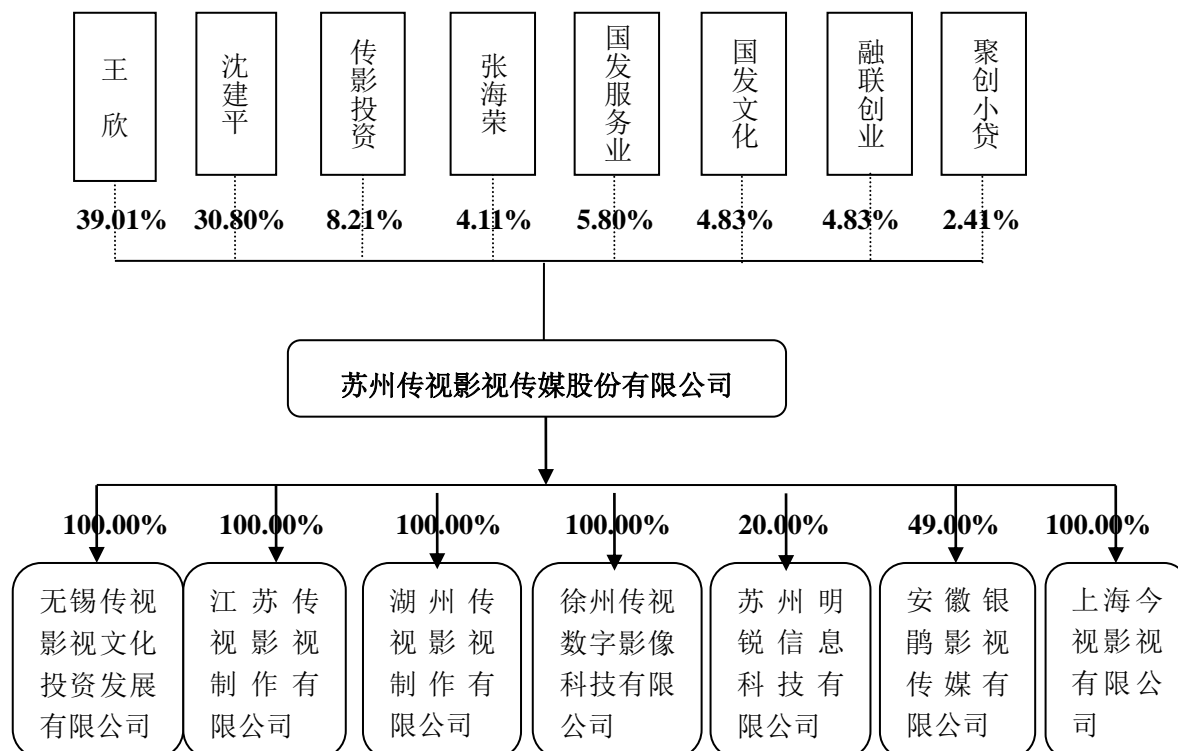 王欣
沈建平
传影投资
张海荣
国发服务业
国发文化
融联创业
聚创小贷
39.01%
30.80%
8.21%
4.11%
5.80%
4.83%
4.83%
2.41%
苏州传视影视传媒股份有限公司
100.00%
100.00%
100.00%
100.00%
20.00%
49.00%
100.00%
无锡传视
影视文化
投资发展
有限公司
江苏传
视影视
制作有
限公司
湖州传
视影视
制作有
限公司
徐州传视
数字影像
科技有限
公司
苏州明
锐信息
科技有
限公司
安徽银
鹃影视
传媒有
限公司
上海今
视影视
有限公
司